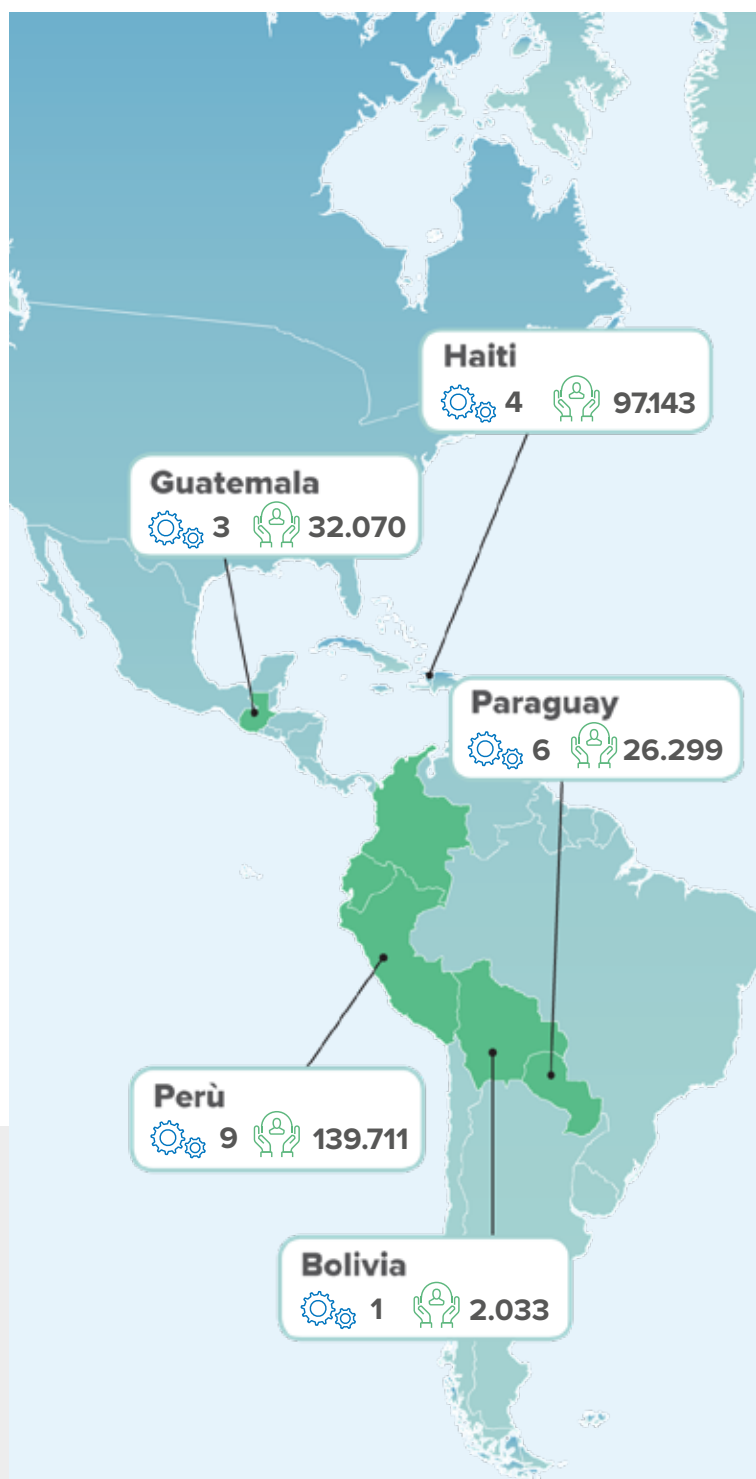 Haiti
4 97.143
Guatemala
3 32.070
Paraguay
6 26.299
Perù
9 139.711
Bolivia
1 2.033